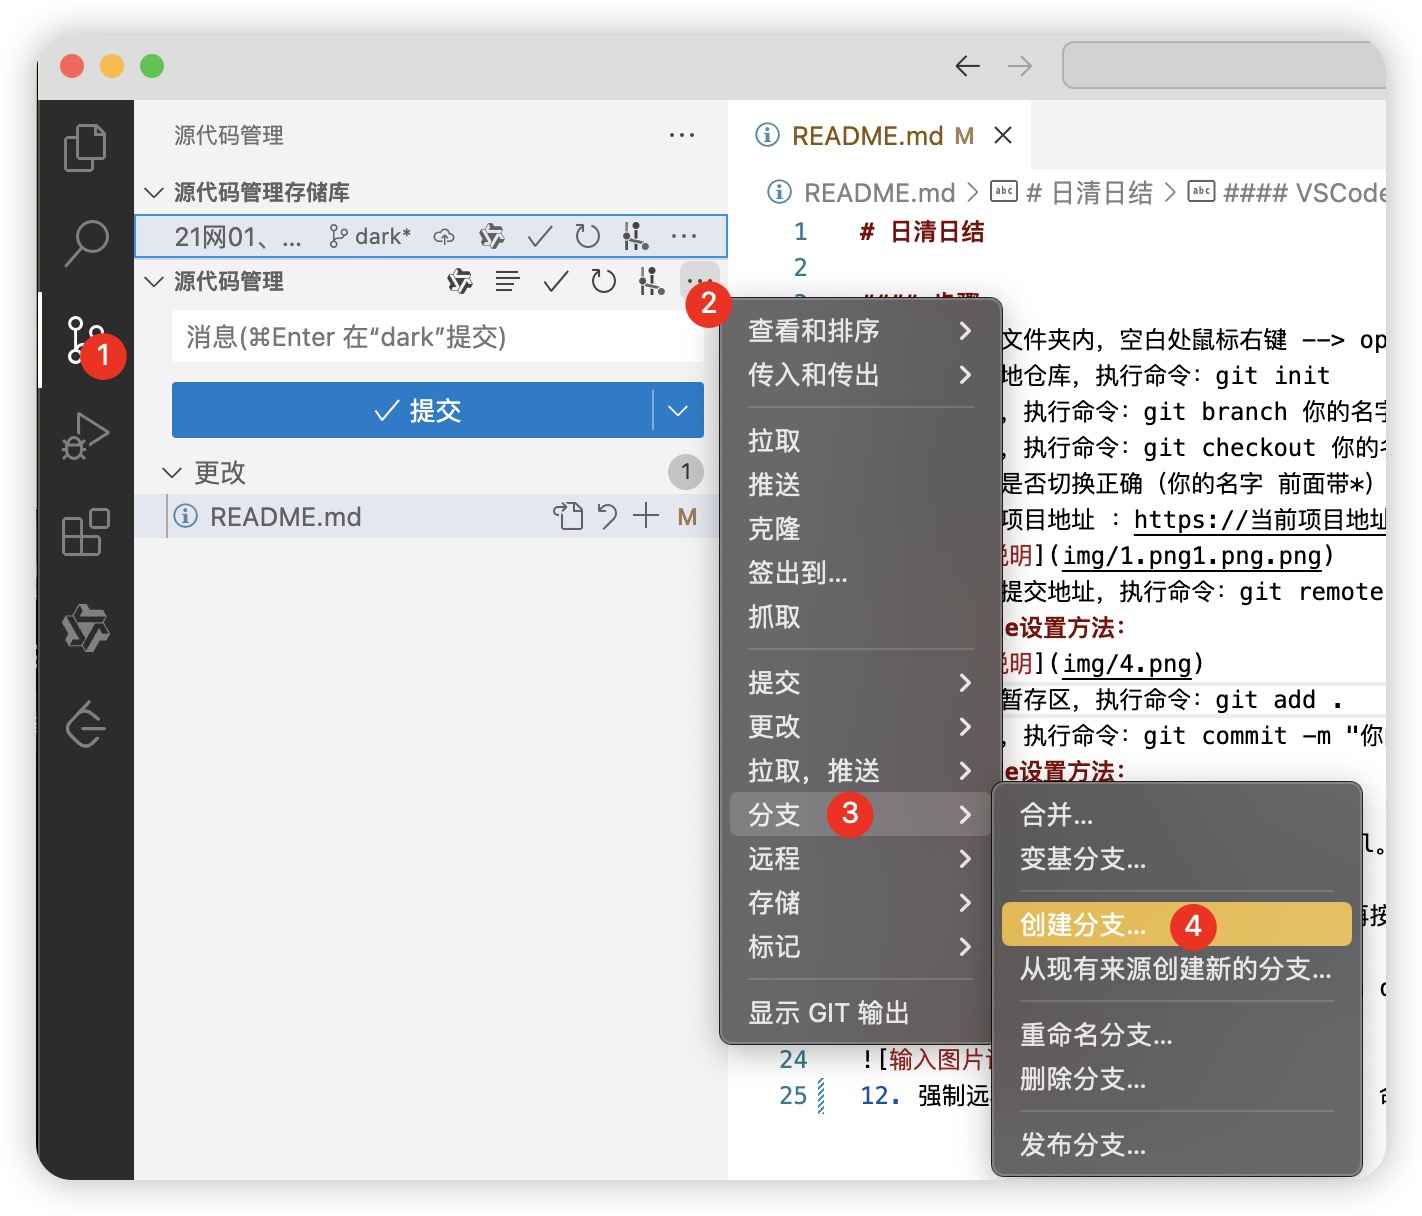 源代码管理
源代码管理存储库
21网01、... dark*
源代码管理
消息(⌘Enter 在“dark”提交)
提交
更改 1
README.md M
1
2
3
4
README.md M
README.md > # 日清日结 > #### VSCode
1 # 日清日结
2
文件夹内，空白处鼠标右键 --> op
地仓库，执行命令：git init
，执行命令：git branch 你的名字
，执行命令：git checkout 你的
是否切换正确（你的名字 前面带*）
项目地址 ：https://当前项目地址
说明](img/1.png1.png.png)
提交地址，执行命令：git remote
e设置方法：
说明](img/4.png)
暂存区，执行命令：git add .
，执行命令：git commit -m "你
e设置方法：
24 ![输入图片
25 12. 强制远
查看和排序
传入和传出
拉取
推送
克隆
签出到...
抓取
提交
更改
拉取，推送
分支
远程
存储
标记
显示 GIT 输出
合并...
变基分支...
创建分支...
从现有来源创建新的分支...
重命名分支...
删除分支...
发布分支...